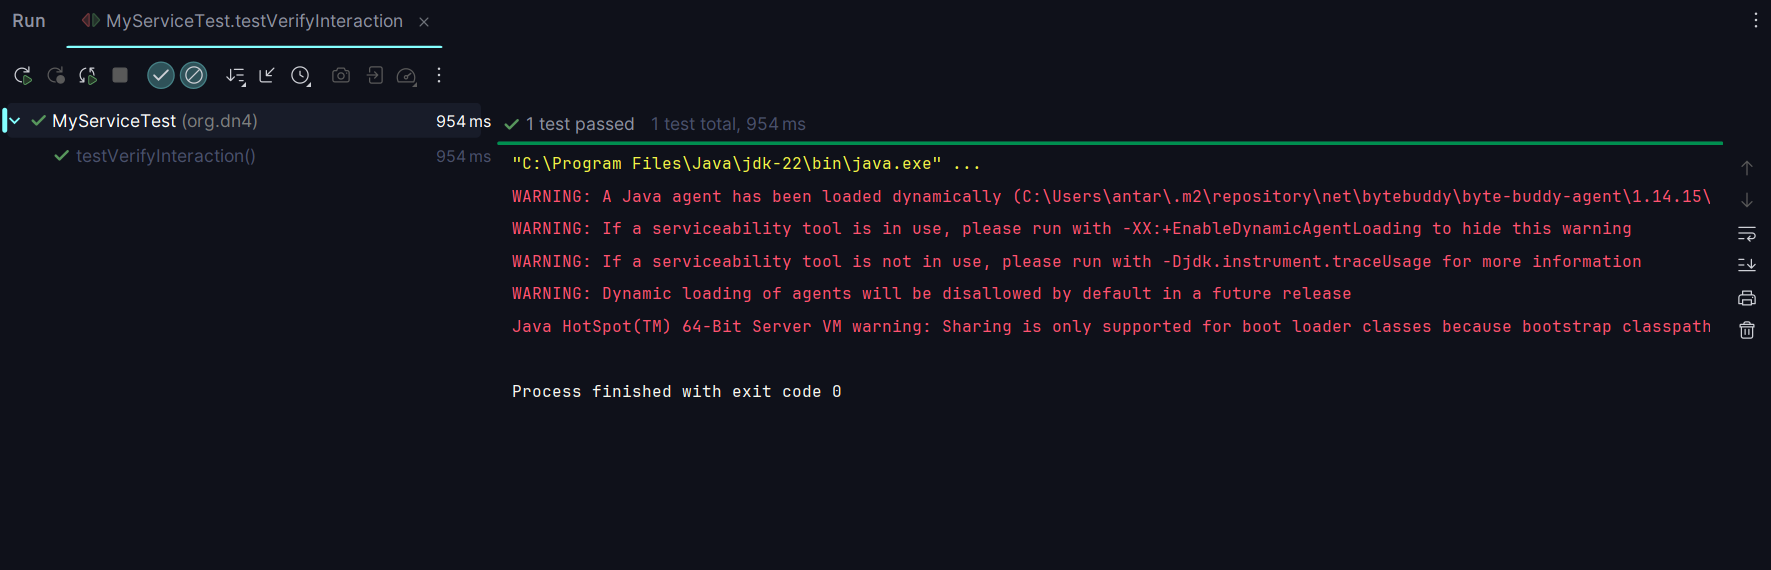 Run MyServiceTest.testVerifyInteraction
MyServiceTest (org.dn4) 954 ms
testVerifyInteraction() 954 ms
1 test passed 1 test total, 954 ms
"C:\Program Files\Java\jdk-22\bin\java.exe" ...
WARNING: A Java agent has been loaded dynamically (C:\Users\antar\.m2\repository\net\bytebuddy\byte-buddy-agent\1.14.15\
WARNING: If a serviceability tool is in use, please run with -XX:+EnableDynamicAgentLoading to hide this warning
WARNING: If a serviceability tool is not in use, please run with -Djdk.instrument.traceUsage for more information
WARNING: Dynamic loading of agents will be disallowed by default in a future release
Java HotSpot(TM) 64-Bit Server VM warning: Sharing is only supported for boot loader classes because bootstrap classpath
Process finished with exit code 0